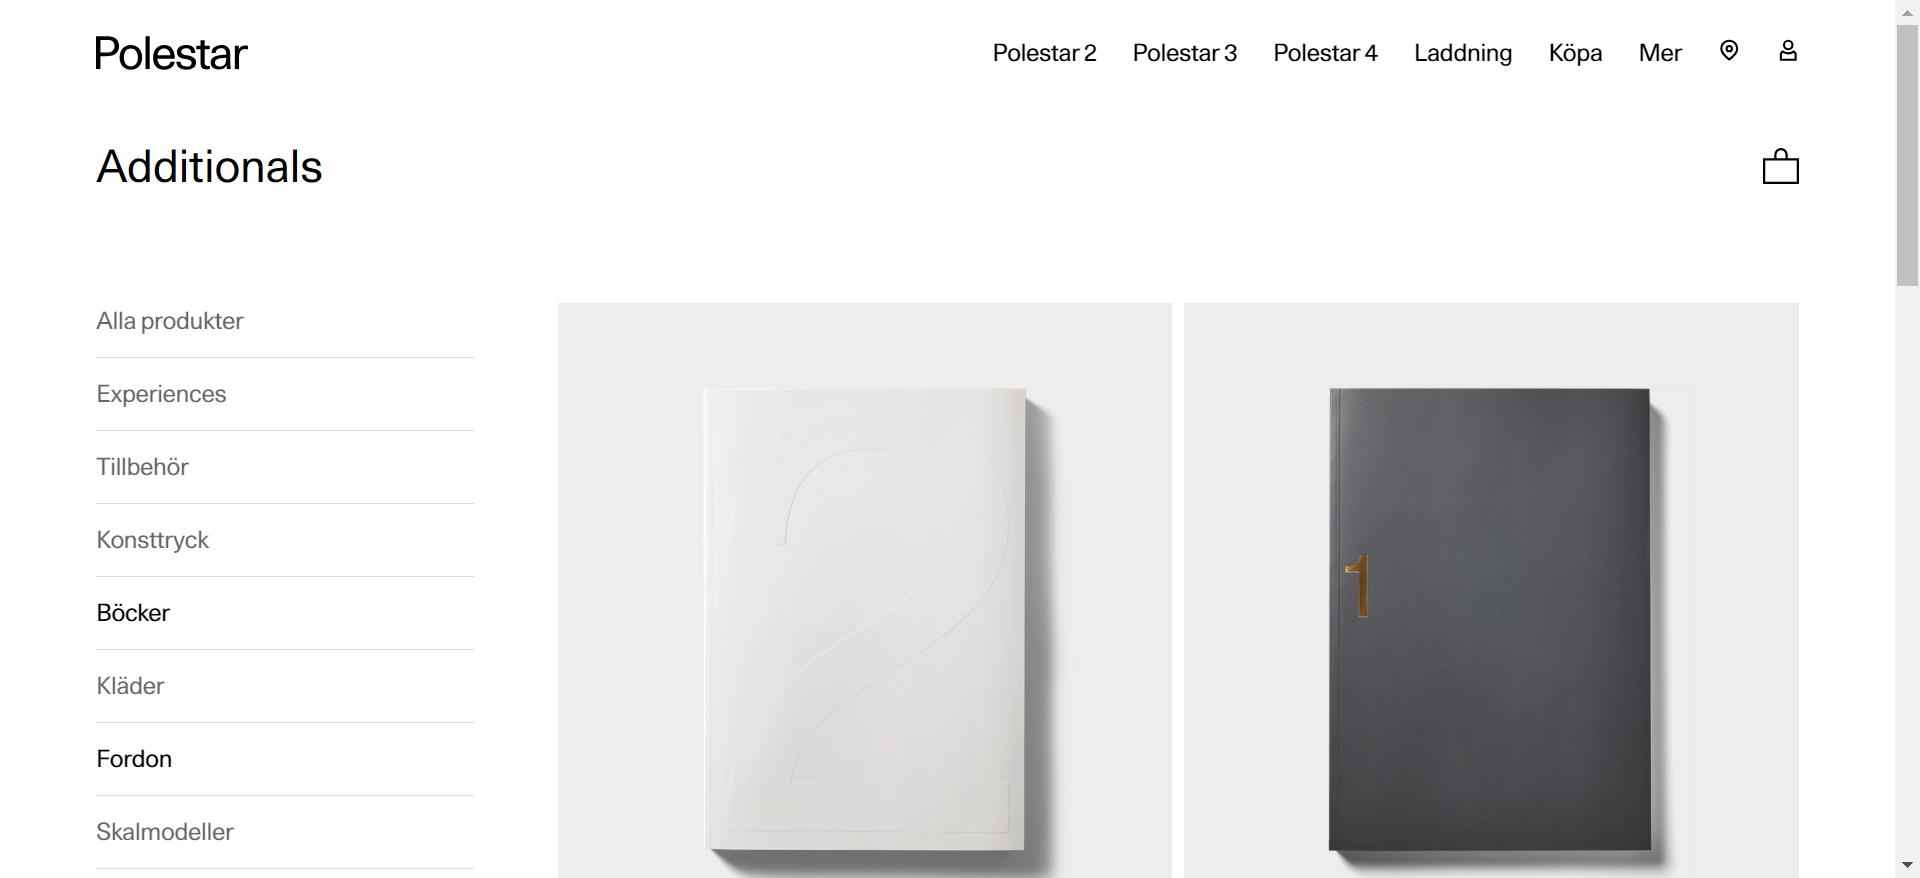 Polestar
Polestar 2
Polestar 3
Polestar 4
Laddning
Köpa
Mer
Additionals
Alla produkter
Experiences
Tillbehör
Konsttryck
Böcker
Kläder
Fordon
Skalmodeller
2
1